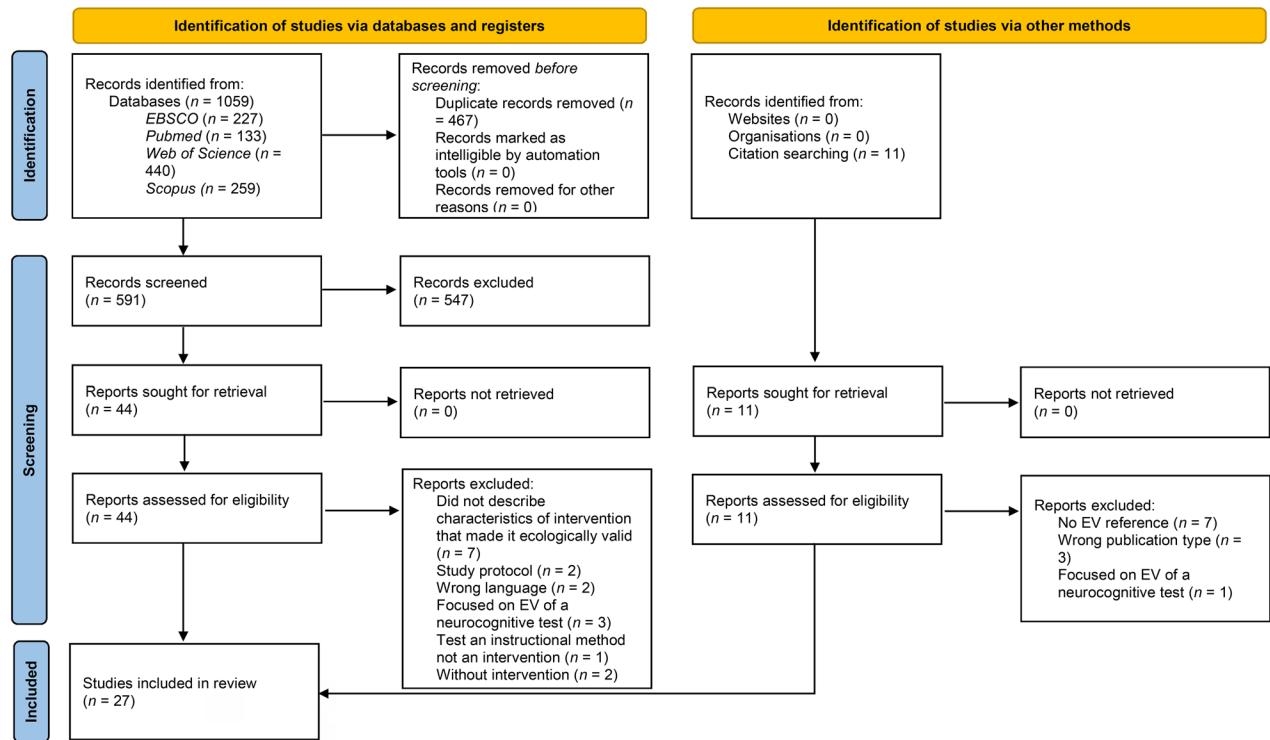 Identification of studies via databases and registers
Identification of studies via other methods
Identification
Records identified from:
Databases (n = 1059)
EBSCO (n = 227)
Pubmed (n = 133)
Web of Science (n =
440)
Scopus (n = 259)
Records removed before
screening:
Duplicate records removed (n
= 467)
Records marked as
intelligible by automation
tools (n = 0)
Records removed for other
reasons (n = 0)
Records identified from:
Websites (n = 0)
Organisations (n = 0)
Citation searching (n = 11)
Screening
Records screened
(n = 591)
Records excluded
(n = 547)
Reports sought for retrieval
(n = 44)
Reports not retrieved
(n = 0)
Reports sought for retrieval
(n = 11)
Reports not retrieved
(n = 0)
Reports assessed for eligibility
(n = 44)
Reports excluded:
Did not describe
characteristics of intervention
that made it ecologically valid
(n = 7)
Study protocol (n = 2)
Wrong language (n = 2)
Focused on EV of a
neurocognitive test (n = 3)
Test an instructional method
not an intervention (n = 1)
Without intervention (n = 2)
Reports assessed for eligibility
(n = 11)
Reports excluded:
No EV reference (n = 7)
Wrong publication type (n =
3)
Focused on EV of a
neurocognitive test (n = 1)
Included
Studies included in review
(n = 27)